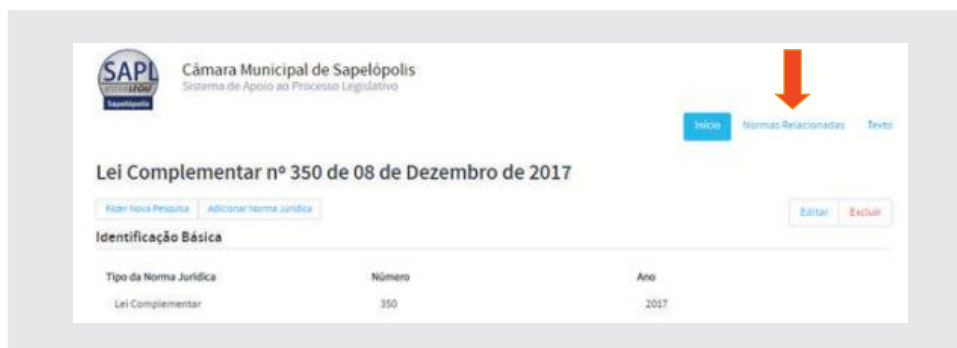 SAPL
INTERLEGIS
Sapelópolis
Câmara Municipal de Sapelópolis
Sistema de Apoio ao Processo Legislativo
Início Normas Relacionadas Texto
Lei Complementar nº 350 de 08 de Dezembro de 2017
Fazer Nova Pesquisa Adicionar Norma Jurídica
Editar Excluir
Identificação Básica
Tipo da Norma Jurídica Número Ano
Lei Complementar 350 2017